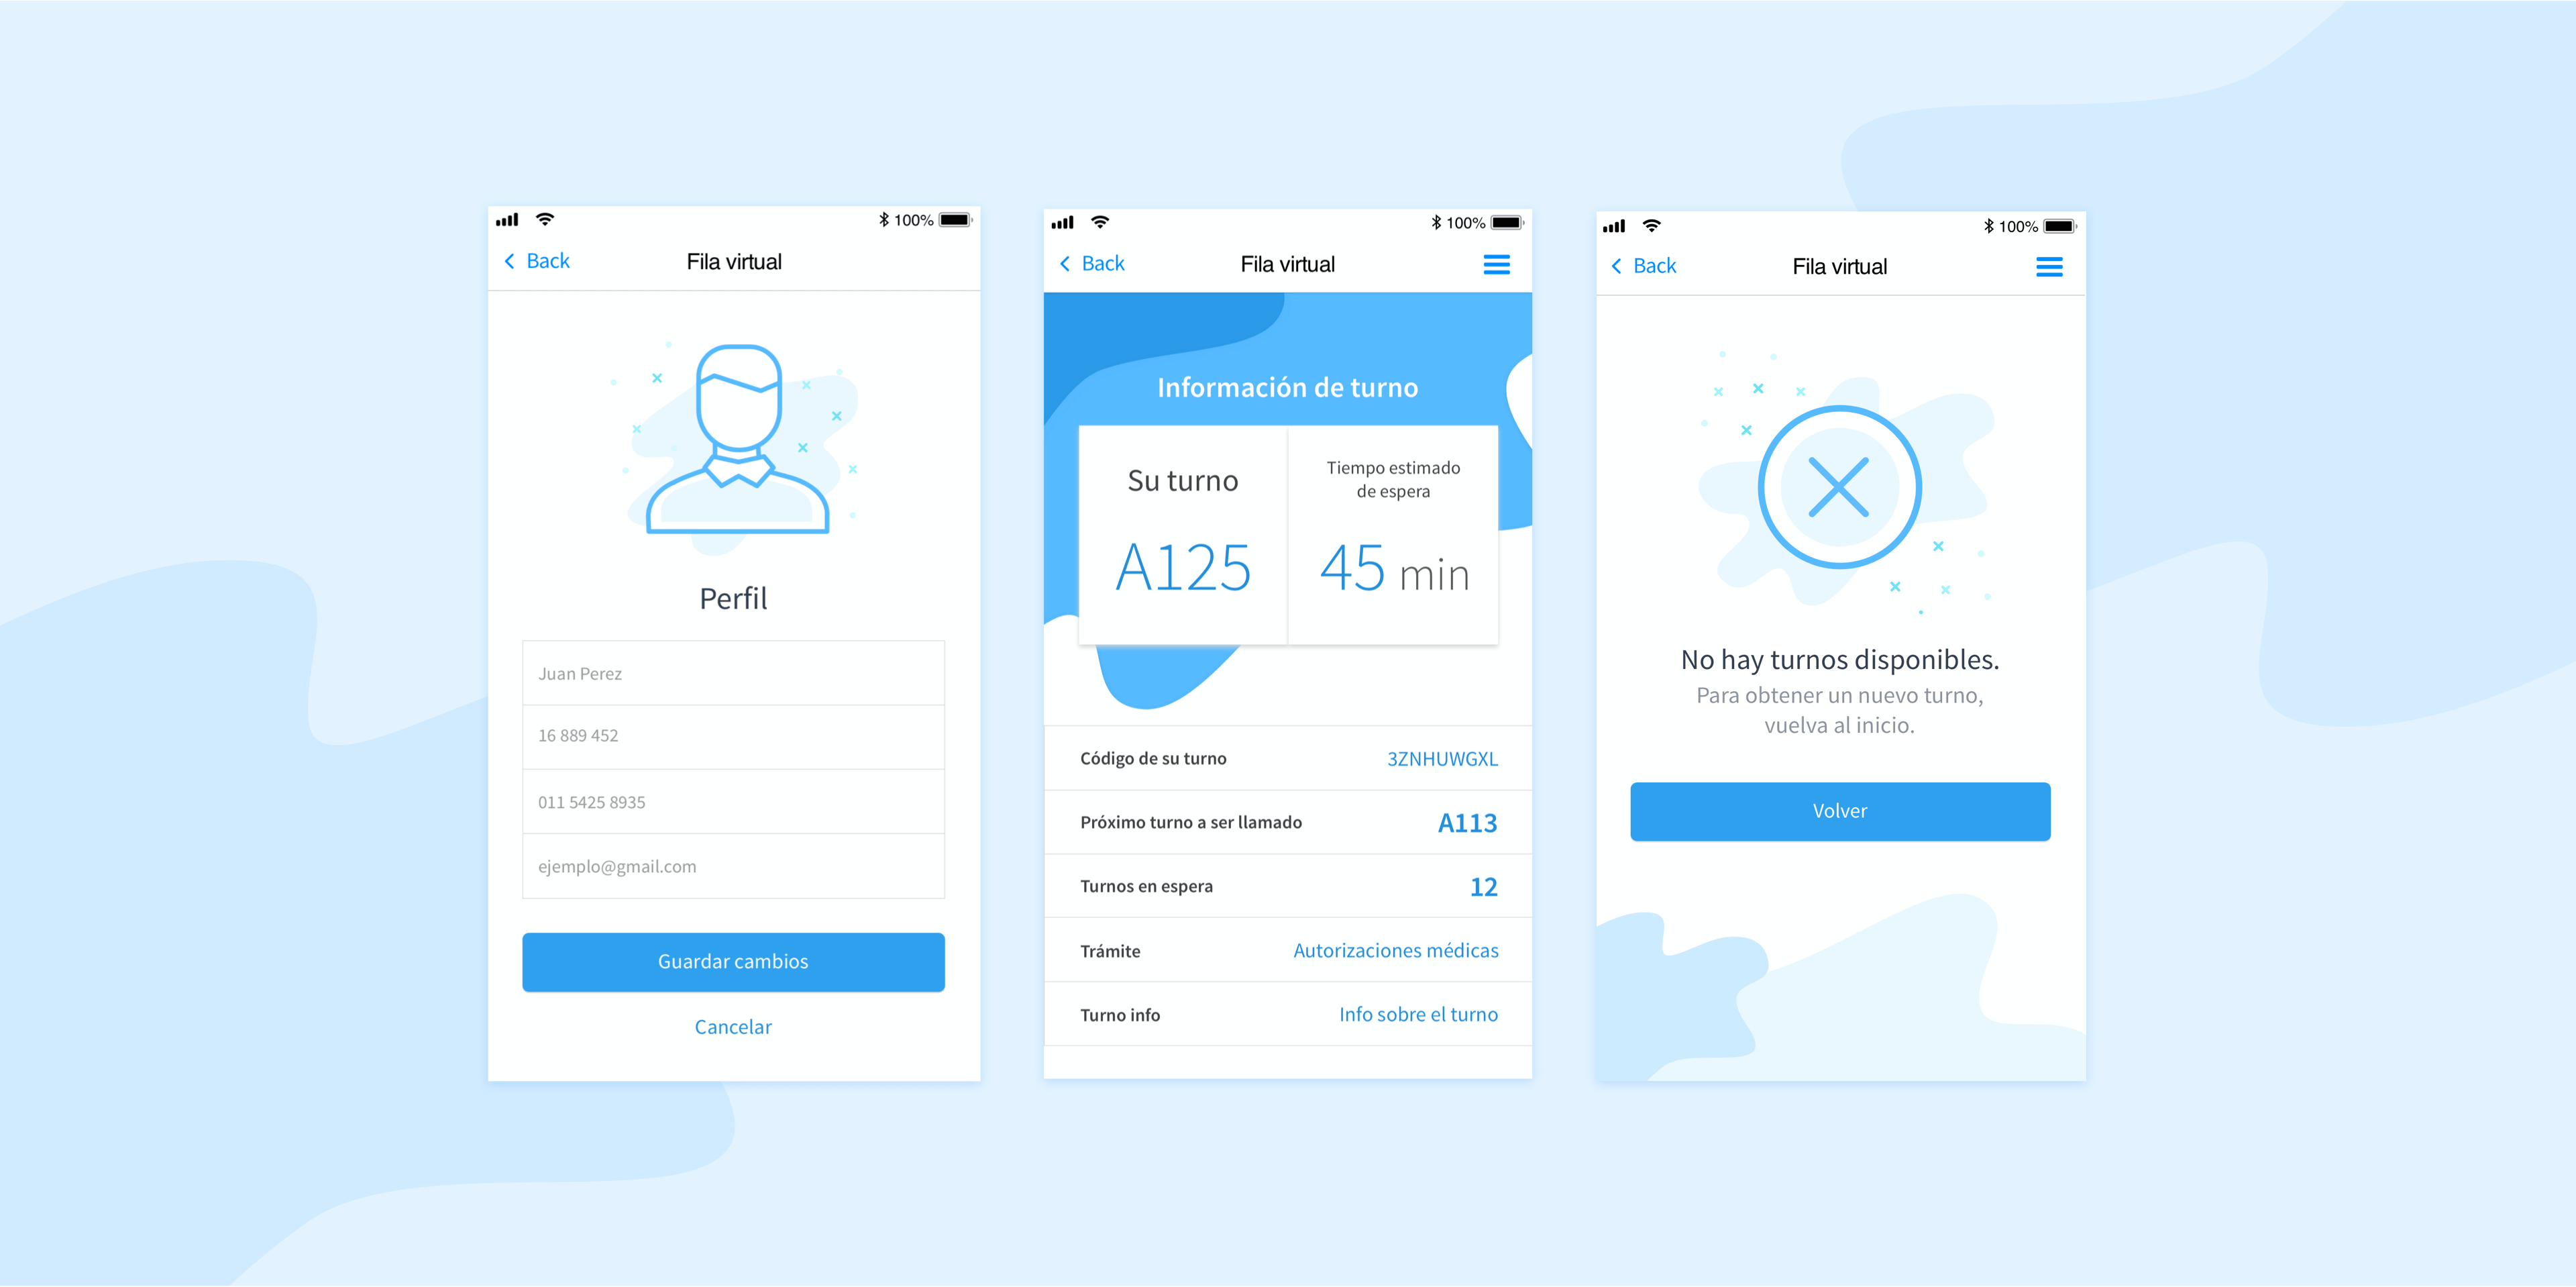 100%
Back
Fila virtual
Perfil
Juan Perez
16 889 452
011 5425 8935
ejemplo@gmail.com
Guardar cambios
Cancelar
100%
Back
Fila virtual
Información de turno
Su turno
A125
Tiempo estimado
de espera
45 min
Código de su turno 3ZNHUWGXL
Próximo turno a ser llamado A113
Turnos en espera 12
Trámite Autorizaciones médicas
Turno info Info sobre el turno
100%
Back
Fila virtual
No hay turnos disponibles.
Para obtener un nuevo turno,
vuelva al inicio.
Volver